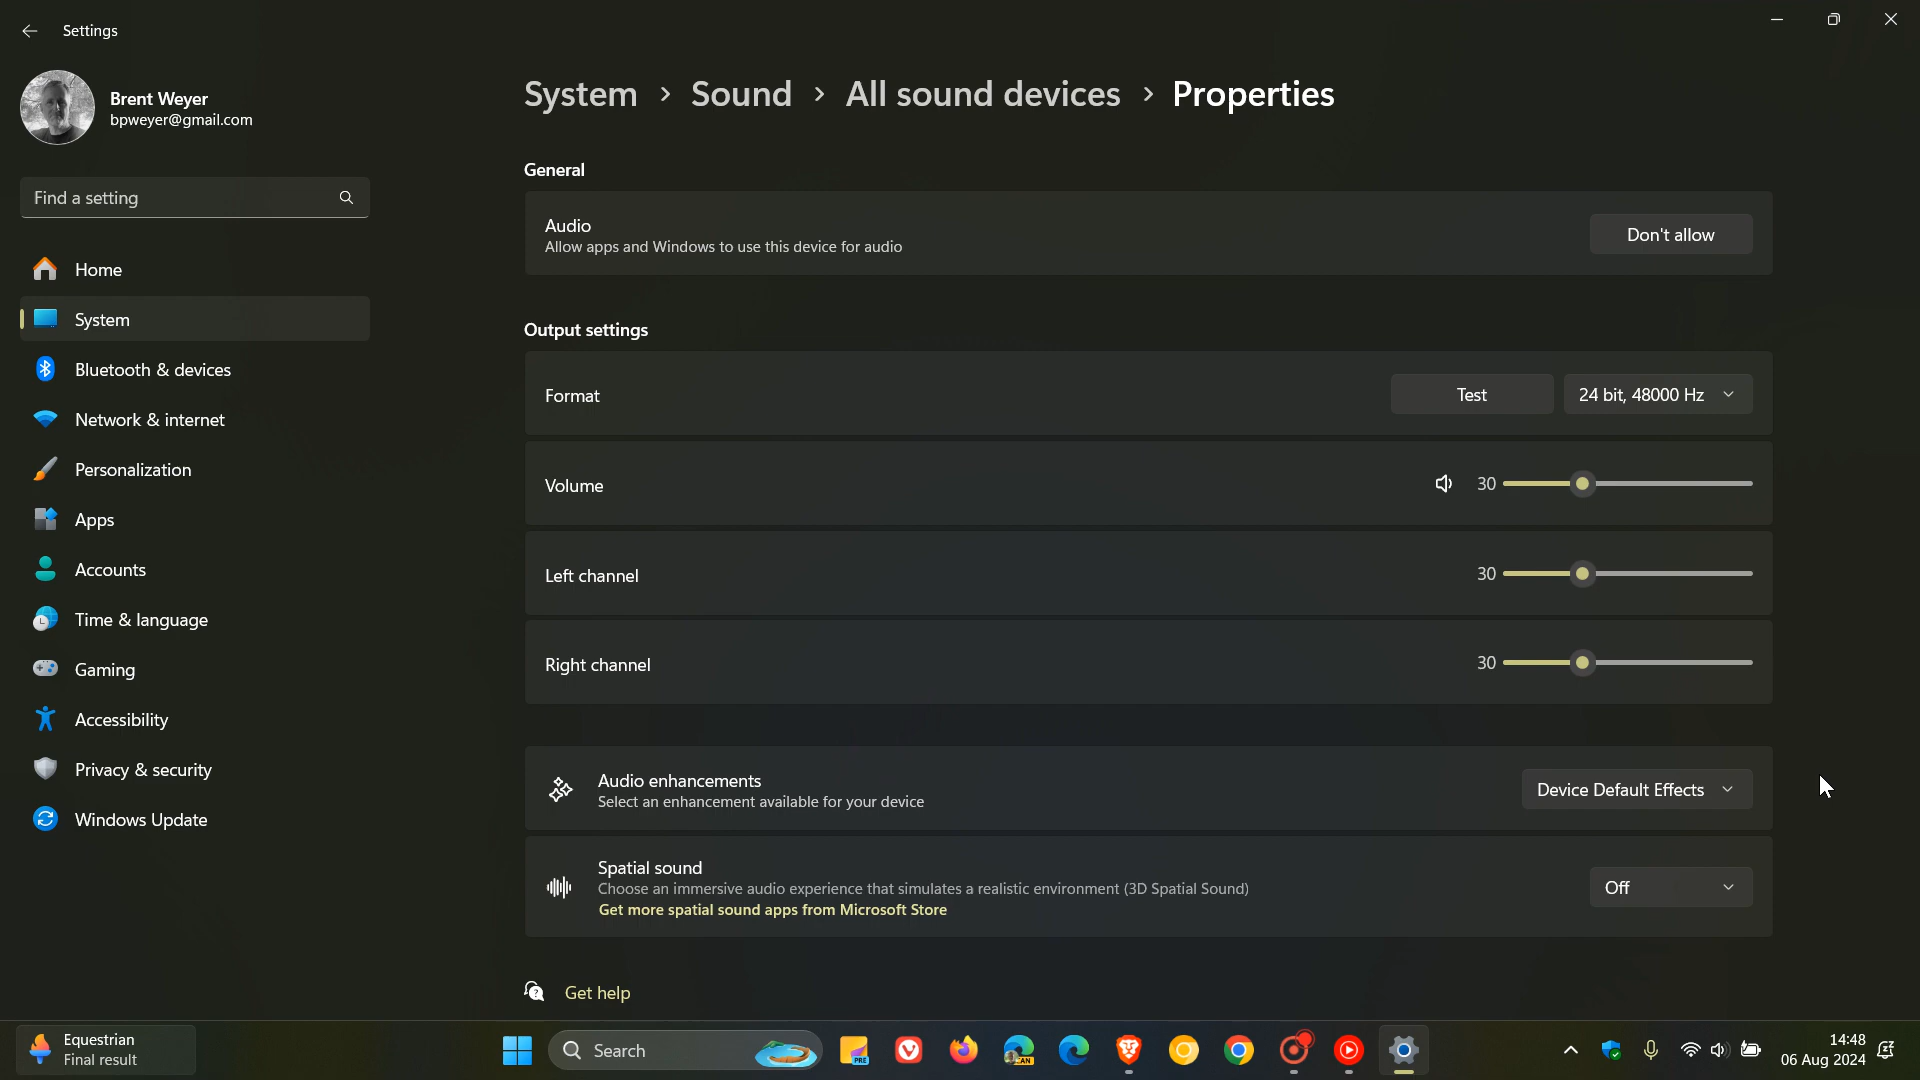 Settings
Brent Weyer
bpweyer@gmail.com
Find a setting
Home
System
Bluetooth & devices
Network & internet
Personalization
Apps
Accounts
Time & language
Gaming
Accessibility
Privacy & security
Windows Update
System > Sound > All sound devices > Properties
General
Audio
Allow apps and Windows to use this device for audio
Don't allow
Output settings
Format
Test
24 bit, 48000 Hz
Volume
30
Left channel
30
Right channel
30
Audio enhancements
Select an enhancement available for your device
Device Default Effects
Spatial sound
Choose an immersive audio experience that simulates a realistic environment (3D Spatial Sound)
Get more spatial sound apps from Microsoft Store
Off
Get help
Equestrian
Final result
Search
PRE
CAN
14:48
06 Aug 2024